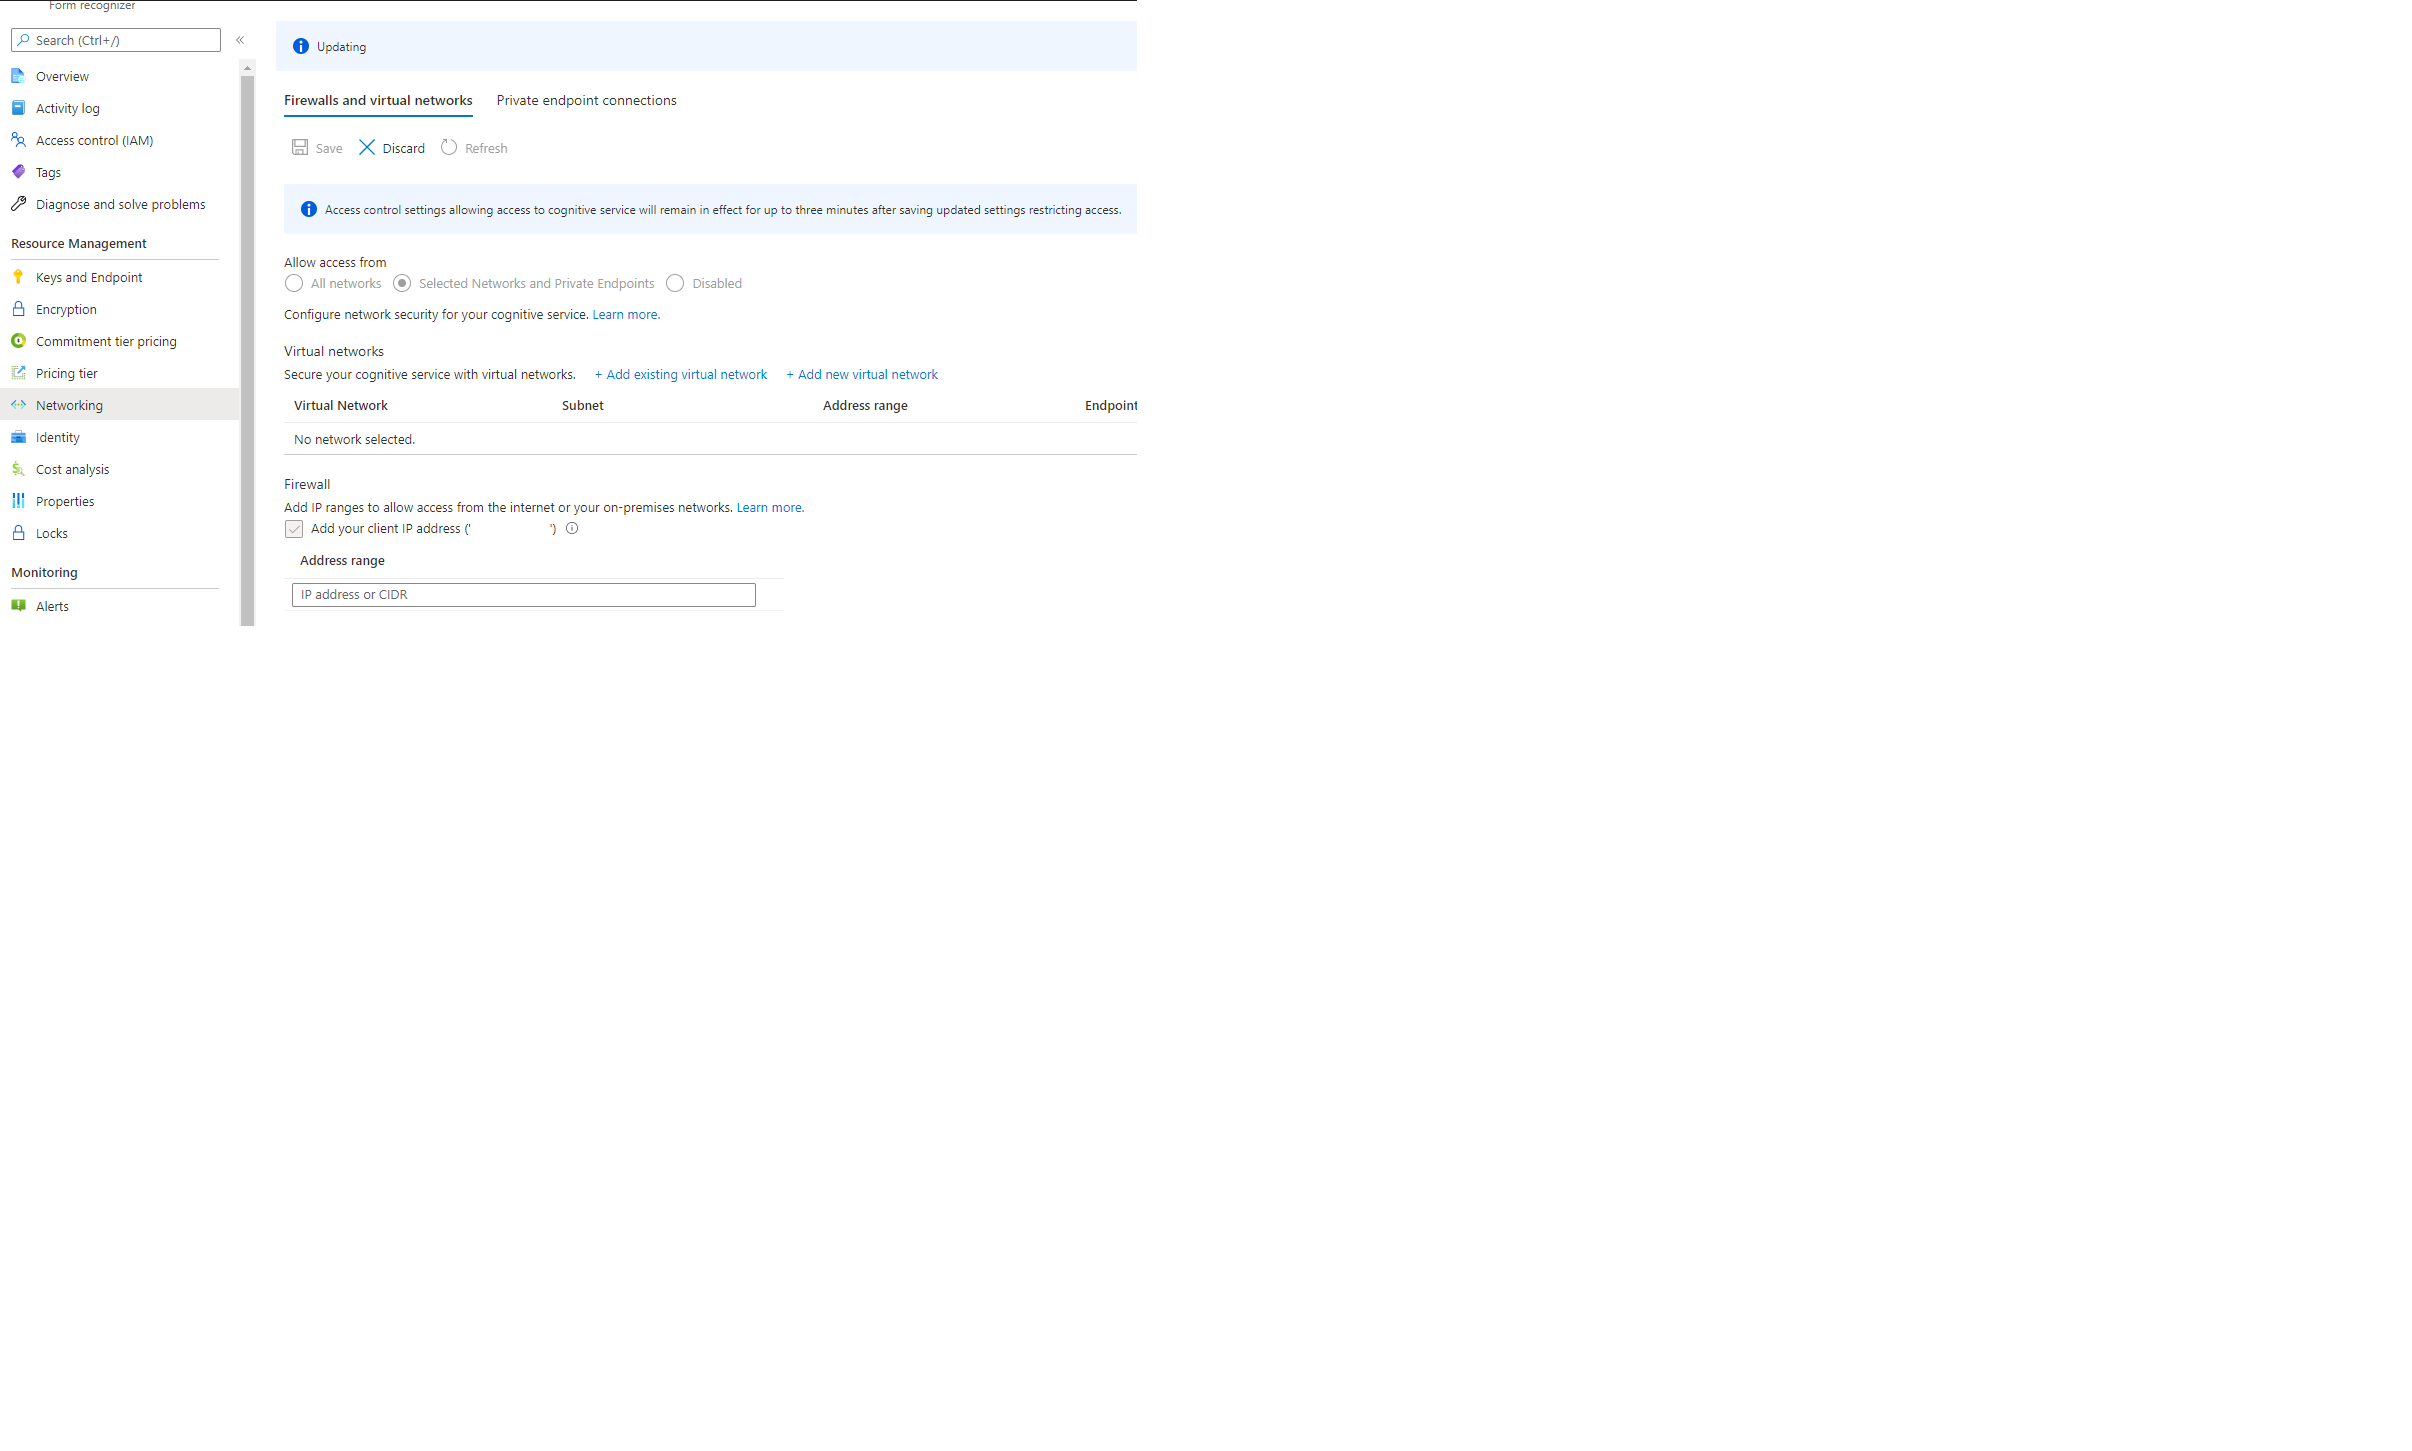 Form recognizer
Search (Ctrl+/)
«
Overview
Activity log
Access control (IAM)
Tags
Diagnose and solve problems
Resource Management
Keys and Endpoint
Encryption
Commitment tier pricing
Pricing tier
Networking
Identity
Cost analysis
Properties
Locks
Monitoring
Alerts
Updating
Firewalls and virtual networks Private endpoint connections
Save Discard Refresh
Access control settings allowing access to cognitive service will remain in effect for up to three minutes after saving updated settings restricting access.
Allow access from
All networks Selected Networks and Private Endpoints Disabled
Configure network security for your cognitive service. Learn more.
Virtual networks
Secure your cognitive service with virtual networks. + Add existing virtual network + Add new virtual network
Virtual Network Subnet Address range Endpoint
No network selected.
Firewall
Add IP ranges to allow access from the internet or your on-premises networks. Learn more.
Add your client IP address (' ')
Address range
IP address or CIDR